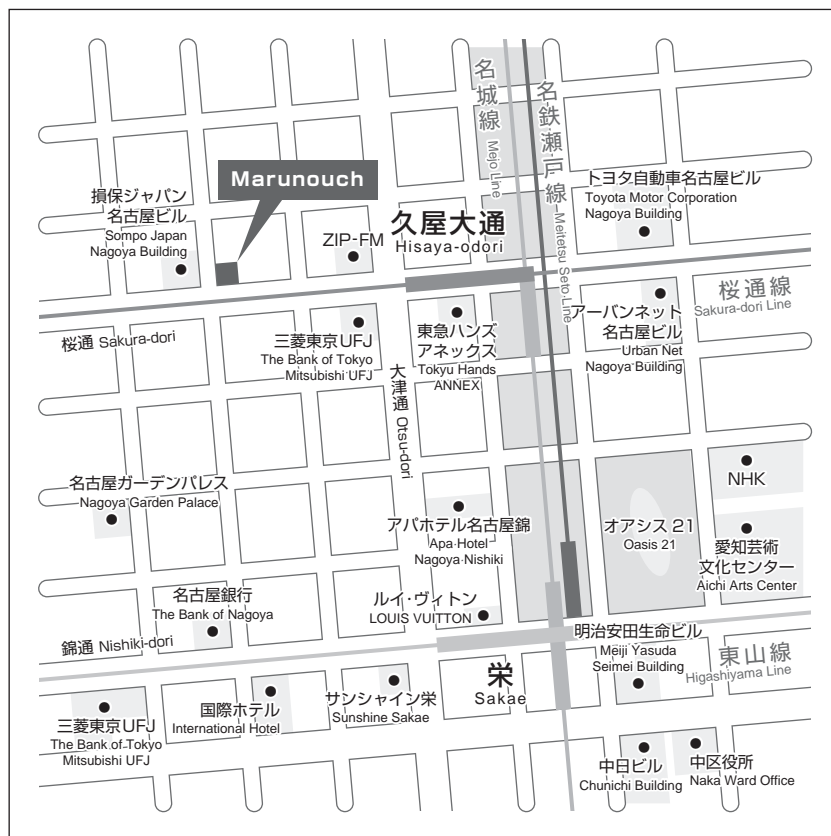 名城線
Mejo Line
名鉄瀬戸線
Meitetsu Seto Line
トヨタ自動車名古屋ビル
Toyota Motor Corporation
Nagoya Building
Marunouch
損保ジャパン
名古屋ビル
Sompo Japan
Nagoya Building
ZIP-FM
久屋大通
Hisaya-odori
桜通線
Sakura-dori Line
桜通 Sakura-dori
三菱東京UFJ
The Bank of Tokyo
Mitsubishi UFJ
東急ハンズ
アネックス
Tokyu Hands
ANNEX
アーバンネット
名古屋ビル
Urban Net
Nagoya Building
大津通 Otsu-dori
名古屋ガーデンパレス
Nagoya Garden Palace
アパホテル名古屋錦
Apa Hotel
Nagoya Nishiki
オアシス 21
Oasis 21
NHK
愛知芸術
文化センター
Aichi Arts Center
名古屋銀行
The Bank of Nagoya
ルイ・ヴィトン
LOUIS VUITTON
錦通 Nishiki-dori
明治安田生命ビル
Meiji Yasuda
Seimei Building
東山線
Higashiyama Line
栄
Sakae
三菱東京UFJ
The Bank of Tokyo
Mitsubishi UFJ
国際ホテル
International Hotel
サンシャイン栄
Sunshine Sakae
中日ビル
Chunichi Building
中区役所
Naka Ward Office